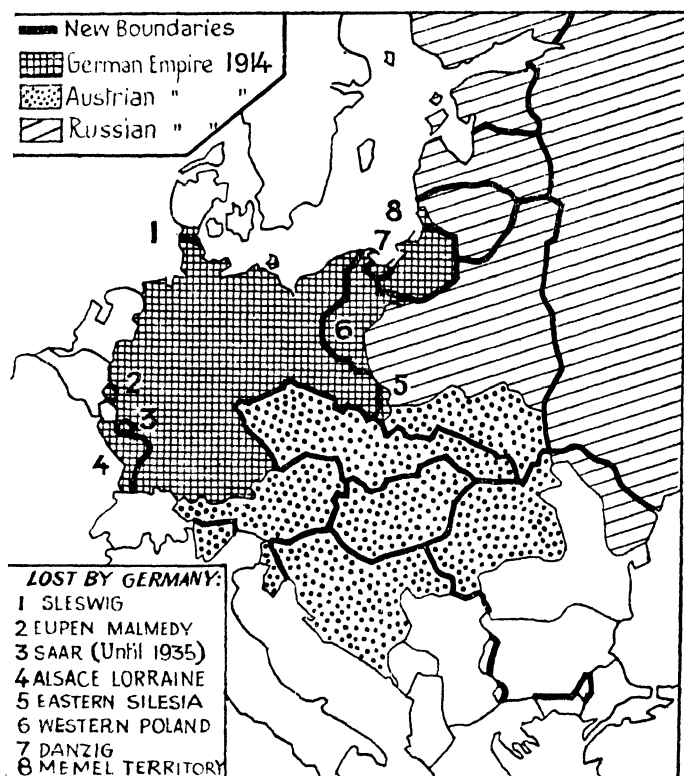 New Boundaries
German Empire 1914
Austrian " "
Russian " "
1
8
7
6
5
2
3
4
LOST BY GERMANY:
1 SLESWIG
2 EUPEN MALMEDY
3 SAAR (Until 1935)
4 ALSACE LORRAINE
5 EASTERN SILESIA
6 WESTERN POLAND
7 DANZIG
8 MEMEL TERRITORY